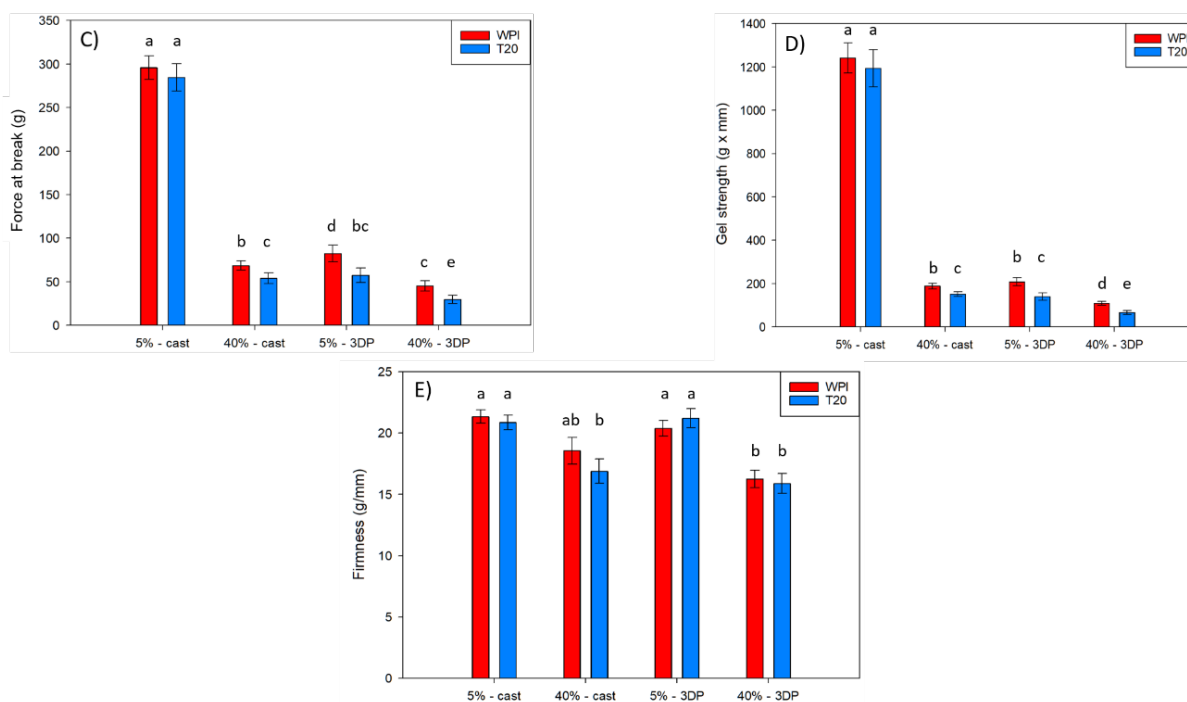 C)
WPI
T20
Force at break (g)
350
300
250
200
150
100
50
0
a a
b c
d bc
c e
5% - cast 40% - cast 5% - 3DP 40% - 3DP
D)
WPI
T20
Gel strength (g x mm)
1400
1200
1000
800
600
400
200
0
a a
b c
b c
d e
5% - cast 40% - cast 5% - 3DP 40% - 3DP
E)
WPI
T20
Firmness (g/mm)
25
20
15
10
5
0
a a
ab b
a a
b b
5% - cast 40% - cast 5% - 3DP 40% - 3DP